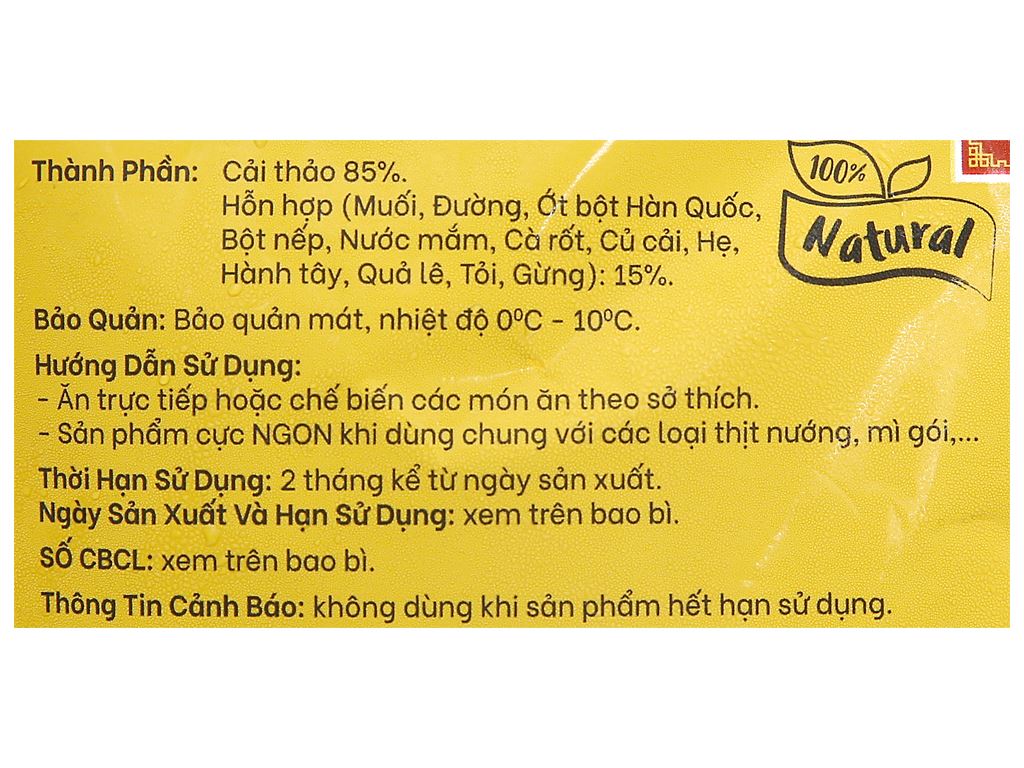 Thành Phần: Cải thảo 85%.
Hỗn hợp (Muối, Đường, Ớt bột Hàn Quốc,
Bột nếp, Nước mắm, Cà rốt, Củ cải, Hẹ,
Hành tây, Quả lê, Tỏi, Gừng): 15%.
100%
Natural
Bảo Quản: Bảo quản mát, nhiệt độ 0⁰C - 10⁰C.
Hướng Dẫn Sử Dụng:
- Ăn trực tiếp hoặc chế biến các món ăn theo sở thích.
- Sản phẩm cực NGON khi dùng chung với các loại thịt nướng, mì gói,...
Thời Hạn Sử Dụng: 2 tháng kể từ ngày sản xuất.
Ngày Sản Xuất Và Hạn Sử Dụng: xem trên bao bì.
SỐ CBCL: xem trên bao bì.
Thông Tin Cảnh Báo: không dùng khi sản phẩm hết hạn sử dụng.